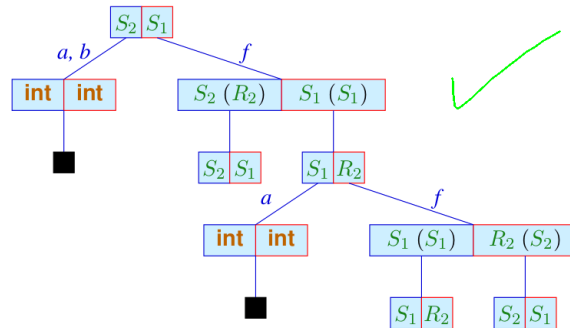 S₂ S₁
a, b f
int int S₂ (R₂) S₁ (S₁)
S₂ S₁ S₁ R₂
a f
int int S₁ (S₁) R₂ (S₂)
S₁ R₂ S₂ S₁